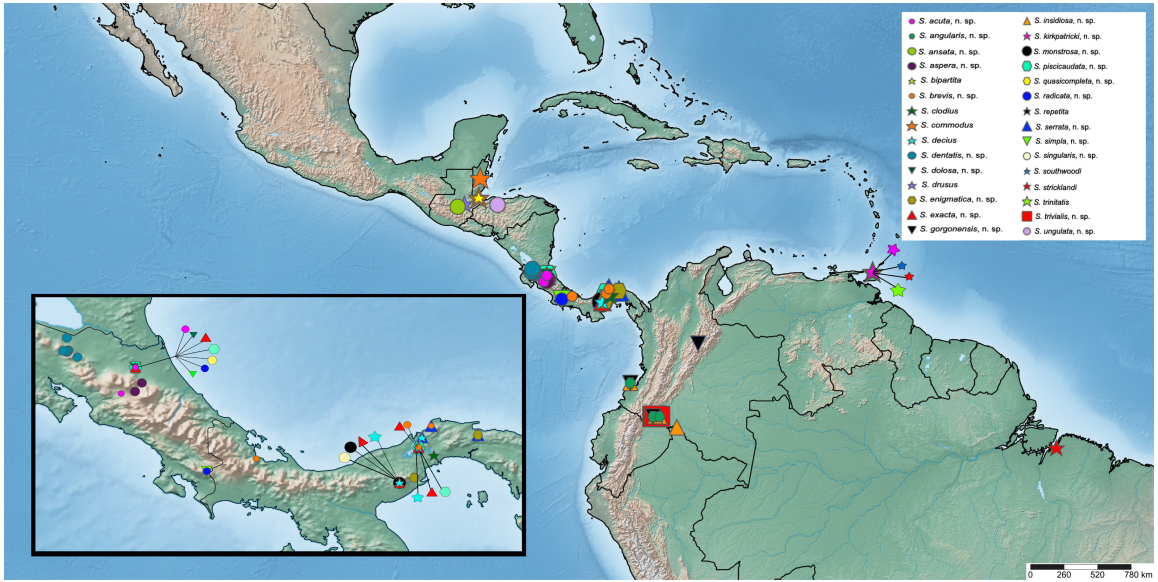 S. acuta, n. sp.
S. angularis, n. sp.
S. ansata, n. sp.
S. aspera, n. sp.
S. bipartita
S. brevis, n. sp.
S. clodius
S. commodus
S. decius
S. dentatis, n. sp.
S. dolosa, n. sp.
S. drusus
S. enigmatica, n. sp.
S. exacta, n. sp.
S. gorgonensis, n. sp.
S. insidiosa, n. sp.
S. kirkpatricki, n. sp.
S. monstrosa, n. sp.
S. piscicaudata, n. sp.
S. quasicompleta, n. sp.
S. radicata, n. sp.
S. repetita
S. serrata, n. sp.
S. simpla, n. sp.
S. singularis, n. sp.
S. southwoodi
S. stricklandi
S. trinitatis
S. trivialis, n. sp.
S. ungulata, n. sp.
0 260 520 780 km